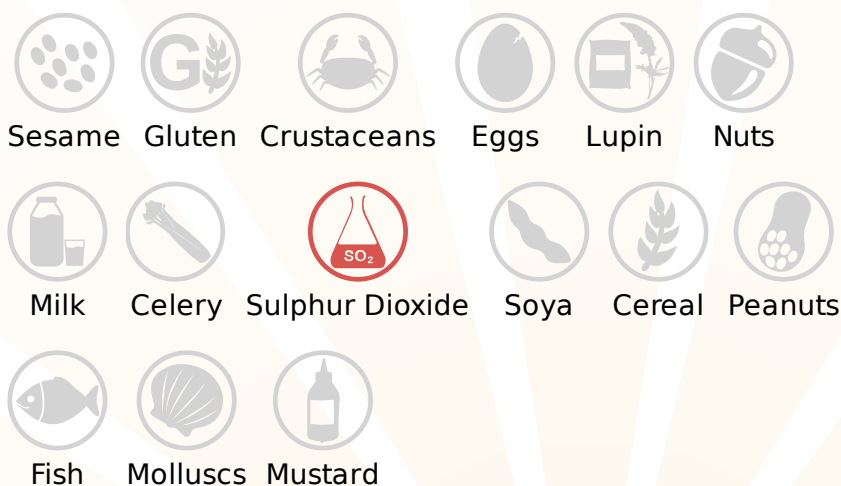 G
Sesame Gluten Crustaceans Eggs Lupin Nuts
SO₂
Milk Celery Sulphur Dioxide Soya Cereal Peanuts
Fish Molluscs Mustard